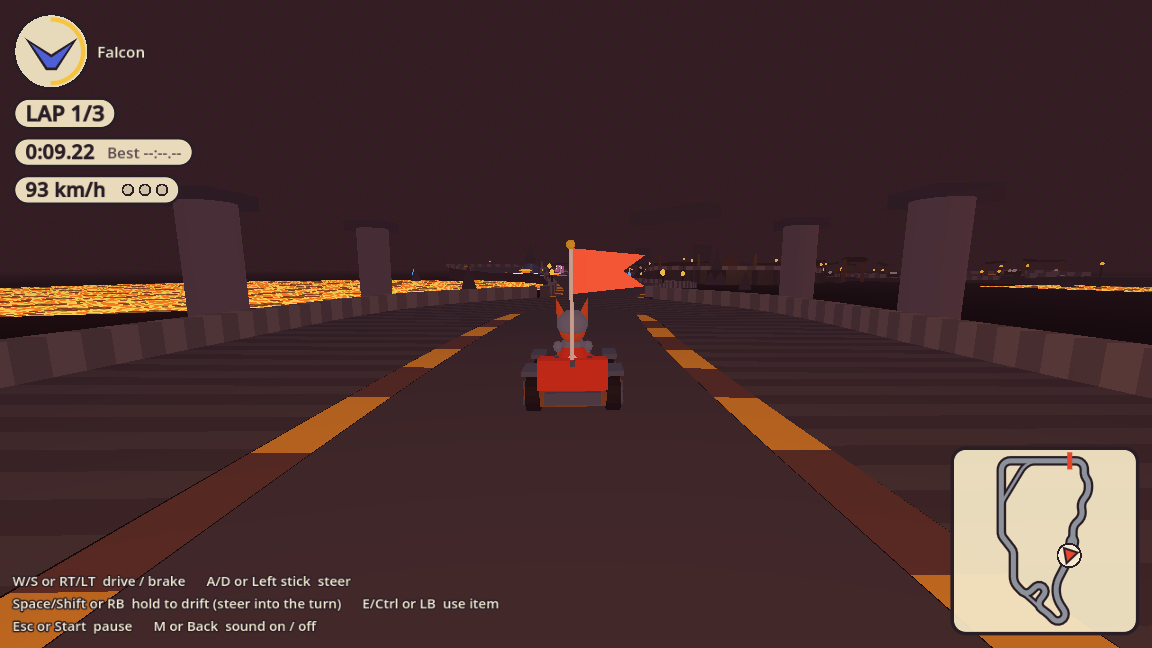 Falcon
LAP 1/3
0:09.22 Best --:--.--
93 km/h
W/S or RT/LT drive / brake A/D or Left stick steer
Space/Shift or RB hold to drift (steer into the turn) E/Ctrl or LB use item
Esc or Start pause M or Back sound on / off